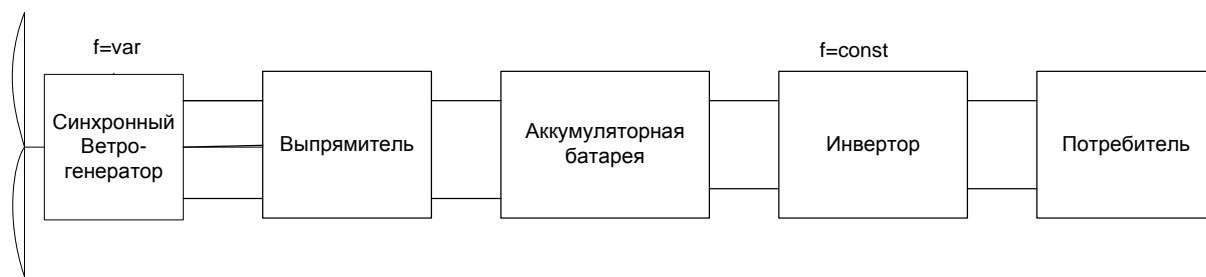 f=var
f=const
Синхронный
Ветро-
генератор
Выпрямитель
Аккумуляторная
батарея
Инвертор
Потребитель